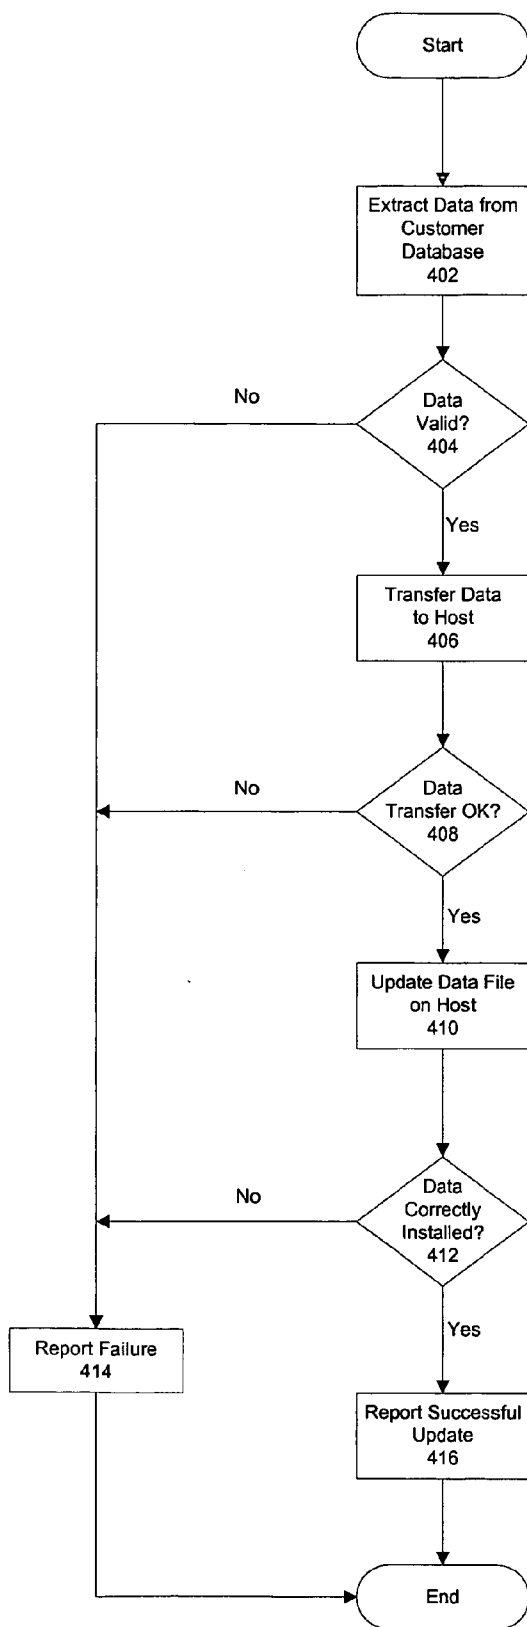 Start
Extract Data from
Customer
Database
402
No
Data
Valid?
404
Yes
Transfer Data
to Host
406
No
Data
Transfer OK?
408
Yes
Update Data File
on Host
410
No
Data
Correctly
Installed?
412
Yes
Report Failure
414
Report Successful
Update
416
End